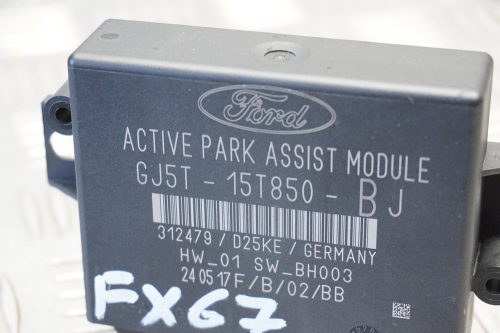 Ford
ACTIVE PARK ASSIST MODULE
GJ5T - 15T850 - BJ
312479 / D25KE / GERMANY
HW_01 SW_BH003
240517F/B/02/BB
FX67